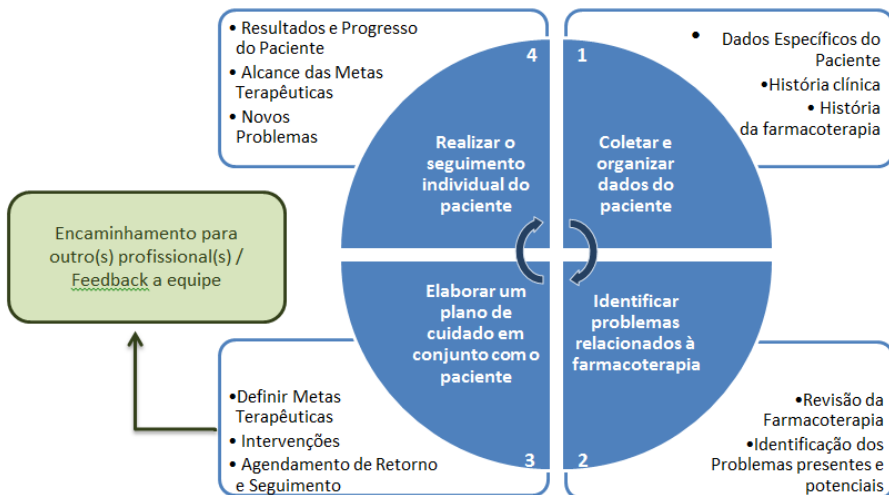 • Resultados e Progresso
do Paciente
• Alcance das Metas
Terapêuticas
• Novos
Problemas
4
Realizar o
seguimento
individual do
paciente
1
Coletar e
organizar
dados do
paciente
• Dados Específicos do
Paciente
•História clínica
• História
da farmacoterapia
Encaminhamento para
outro(s) profissional(s) /
Feedback a equipe
Elaborar um
plano de
cuidado em
conjunto com o
paciente
3
Identificar
problemas
relacionados à
farmacoterapia
2
•Definir Metas
Terapêuticas
• Intervenções
• Agendamento de Retorno
e Seguimento
•Revisão da
Farmacoterapia
•Identificação dos
Problemas presentes e
potenciais